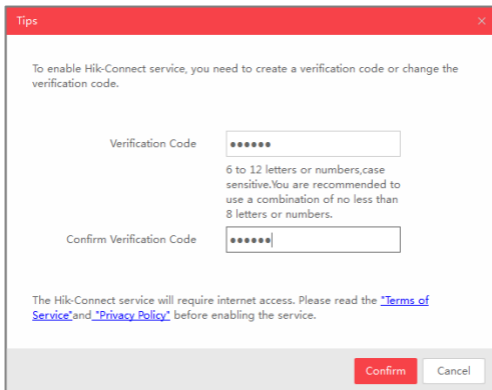 Tips
To enable Hik-Connect service, you need to create a verification code or change the
verification code.
Verification Code ●●●●●●
6 to 12 letters or numbers,case
sensitive.You are recommended to
use a combination of no less than
8 letters or numbers.
Confirm Verification Code ●●●●●●
The Hik-Connect service will require internet access. Please read the "Terms of
Service"and "Privacy Policy" before enabling the service.
Confirm Cancel